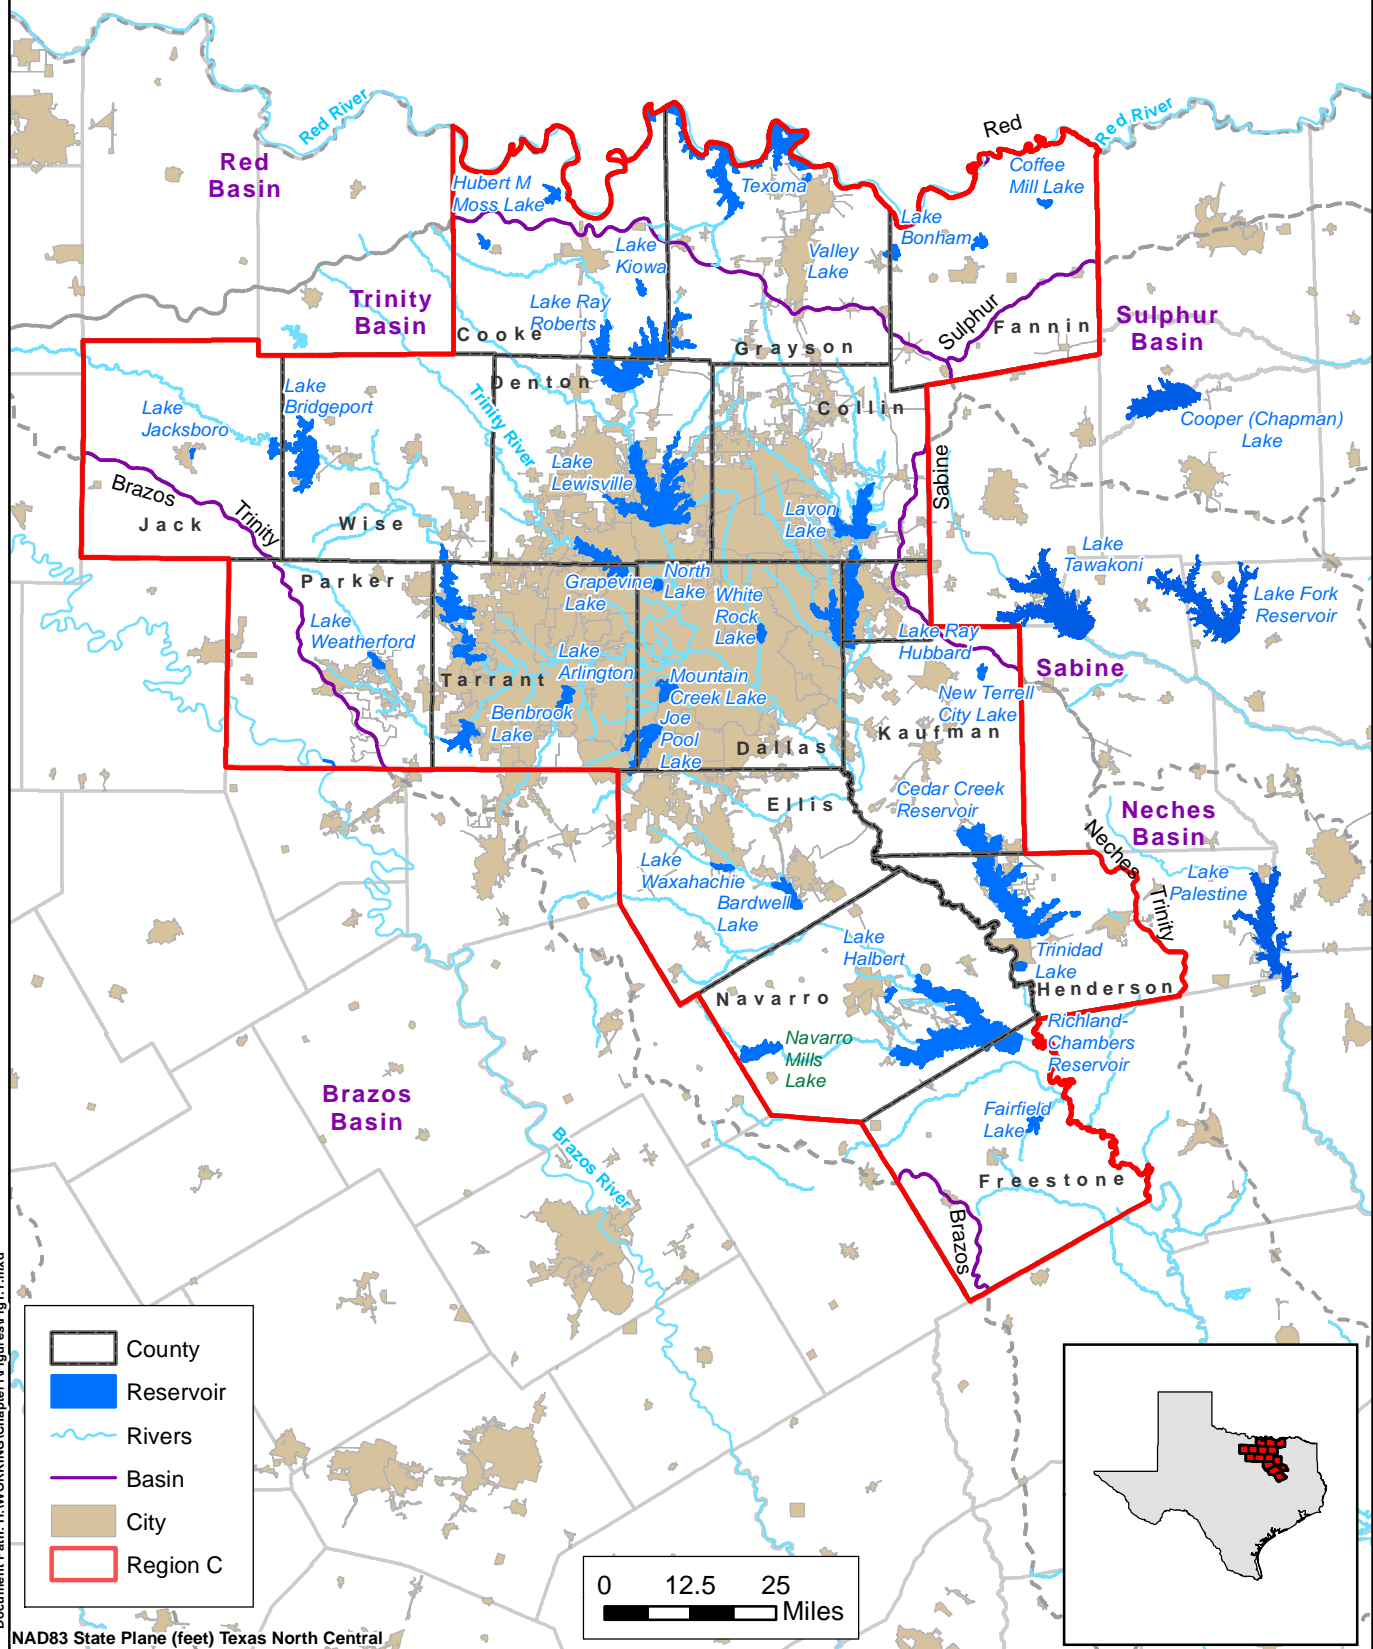 Red River
Red
Basin
Red
Red River
Hubert M
Moss Lake
Texoma
Coffee
Mill Lake
Lake
Bonham
Lake
Kiowa
Valley
Lake
Trinity
Basin
Lake Ray
Roberts
Cooke
Grayson
Sulphur
Fannin
Sulphur
Basin
Denton
Lake
Bridgeport
Lake
Jacksboro
Trinity River
Collin
Cooper (Chapman)
Lake
Lake
Lewisville
Sabine
Brazos
Trinity
Jack
Wise
Lavon
Lake
Lake
Tawakoni
Parker
Grapevine
Lake
North
Lake
White
Rock
Lake
Lake Fork
Reservoir
Lake
Weatherford
Lake Ray
Hubbard
Lake
Arlington
Tarrant
Mountain
Creek Lake
Sabine
New Terrell
City Lake
Benbrook
Lake
Joe
Pool
Lake
Dallas
Kaufman
Cedar Creek
Reservoir
Ellis
Neches
Basin
Neches
Trinity
Lake
Waxahachie
Bardwell
Lake
Lake
Palestine
Lake
Halbert
Trinidad
Lake
Henderson
Navarro
Navarro
Mills
Lake
Richland-
Chambers
Reservoir
Brazos
Basin
Fairfield
Lake
Brazos River
Freestone
Brazos
County
Reservoir
Rivers
Basin
City
Region C
0 12.5 25
Miles
NAD83 State Plane (feet) Texas North Central